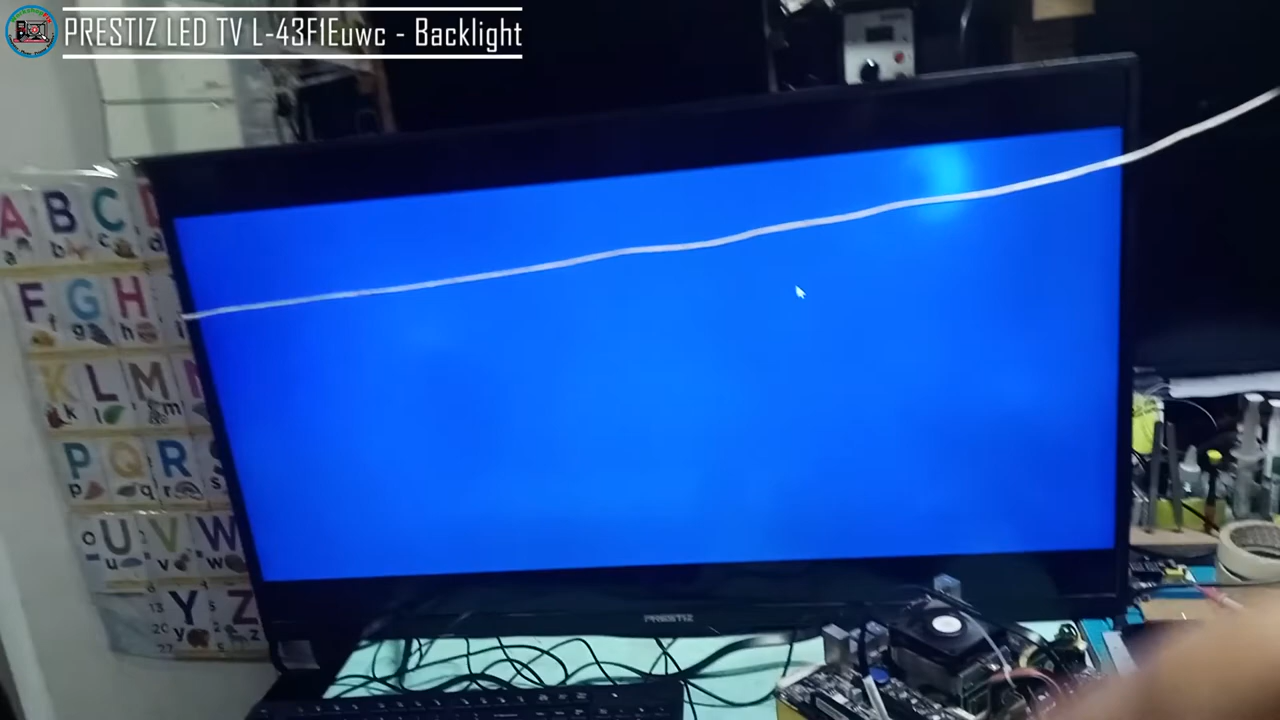 PRESTIZ LED TV L-43F1Euwc - Backlight
A B C D
a b c d
F G H
f g h
K L M N
k l m
P Q R S
p q r s
U V W
u v w
Y Z
y z
PRESTIZ